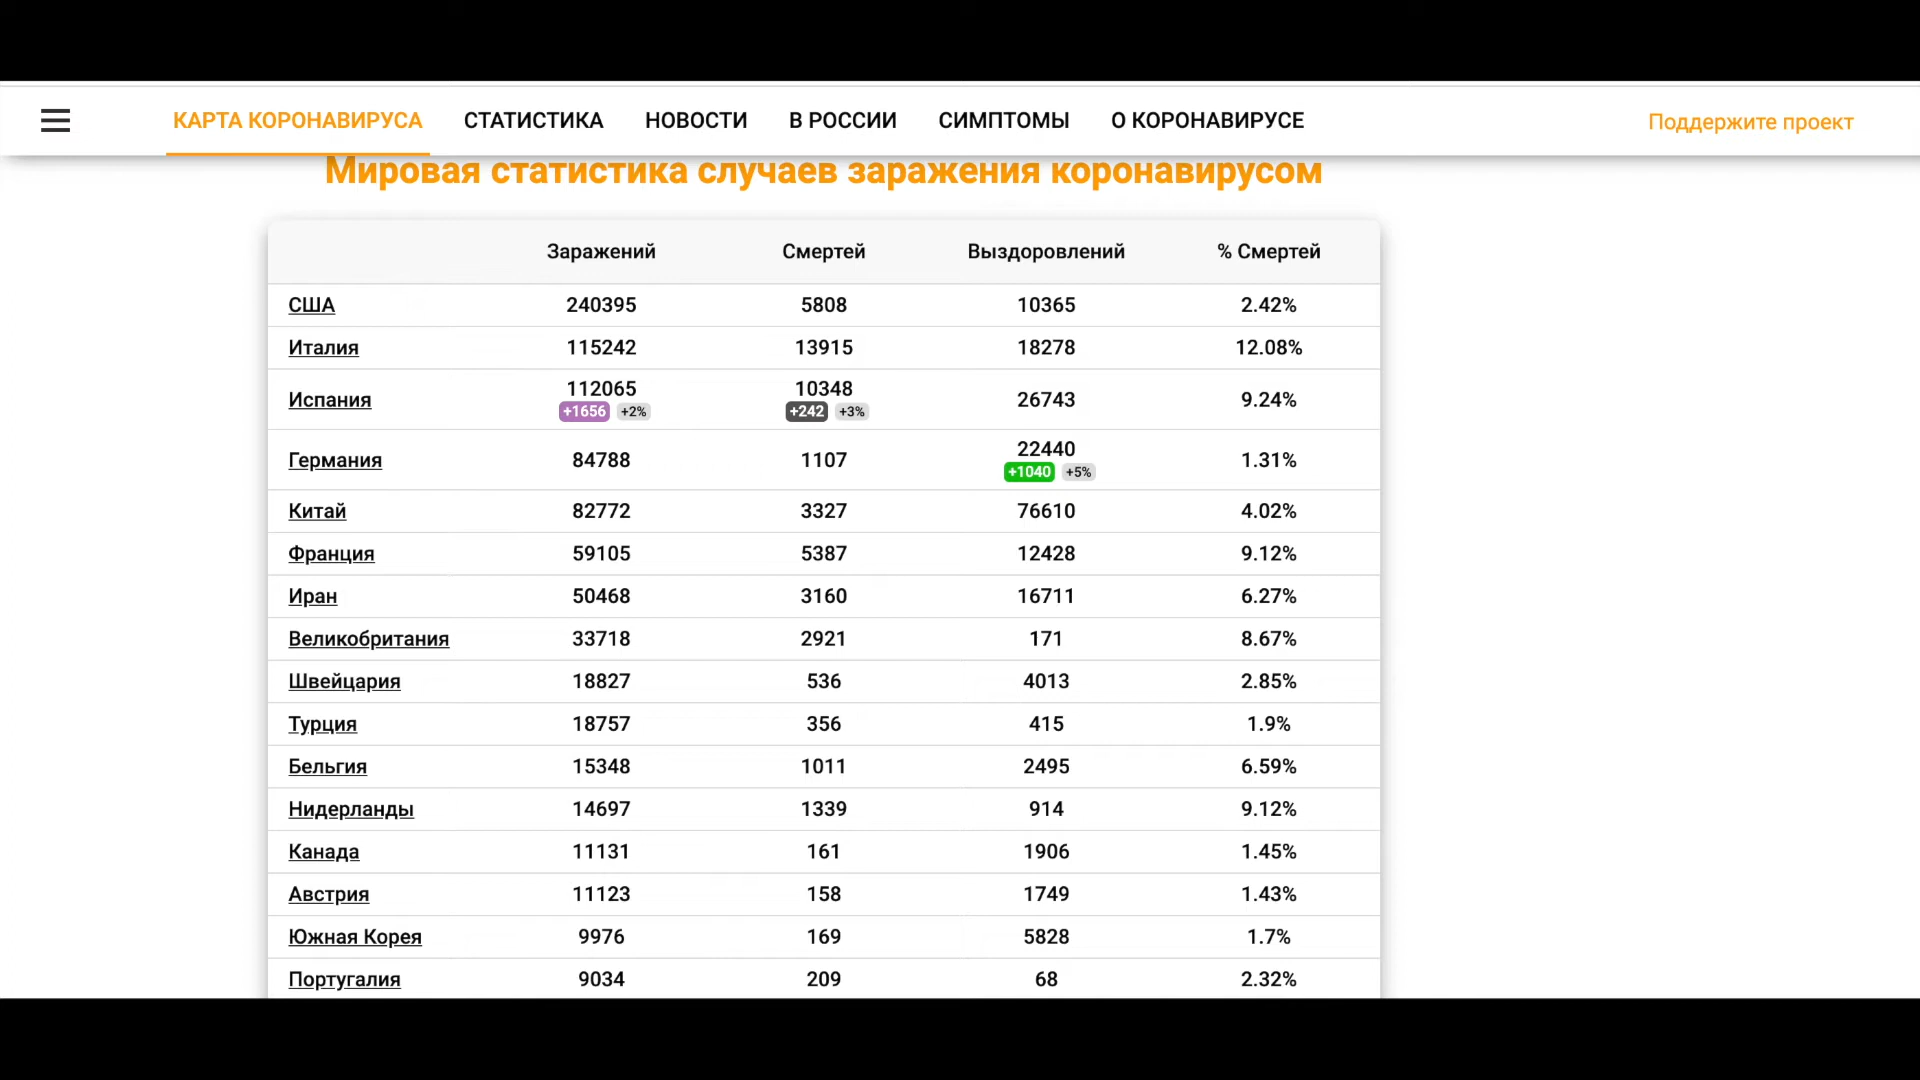 КАРТА КОРОНАВИРУСА СТАТИСТИКА НОВОСТИ В РОССИИ СИМПТОМЫ О КОРОНАВИРУСЕ Поддержите проект
Мировая статистика случаев заражения коронавирусом
Заражений Смертей Выздоровлений % Смертей
США 240395 5808 10365 2.42%
Италия 115242 13915 18278 12.08%
Испания 112065 +1656 +2% 10348 +242 +3% 26743 9.24%
Германия 84788 1107 22440 +1040 +5% 1.31%
Китай 82772 3327 76610 4.02%
Франция 59105 5387 12428 9.12%
Иран 50468 3160 16711 6.27%
Великобритания 33718 2921 171 8.67%
Швейцария 18827 536 4013 2.85%
Турция 18757 356 415 1.9%
Бельгия 15348 1011 2495 6.59%
Нидерланды 14697 1339 914 9.12%
Канада 11131 161 1906 1.45%
Австрия 11123 158 1749 1.43%
Южная Корея 9976 169 5828 1.7%
Португалия 9034 209 68 2.32%